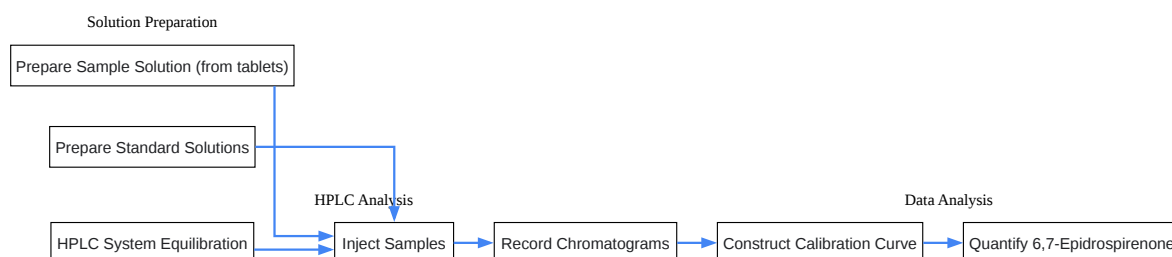 Solution Preparation
Prepare Sample Solution (from tablets)
Prepare Standard Solutions
HPLC Analysis
Data Analysis
HPLC System Equilibration
Inject Samples
Record Chromatograms
Construct Calibration Curve
Quantify 6,7-Epidrospirenone